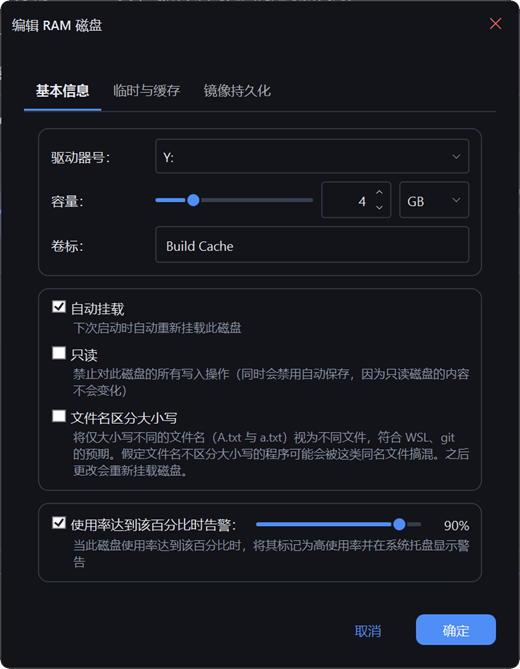 编辑 RAM 磁盘
基本信息
临时与缓存
镜像持久化
驱动器号：
Y:
容量：
4
GB
卷标：
Build Cache
自动挂载
下次启动时自动重新挂载此磁盘
只读
禁止对此磁盘的所有写入操作（同时会禁用自动保存，因为只读磁盘的内容
不会变化）
文件名区分大小写
将仅大小写不同的文件名（A.txt 与 a.txt）视为不同文件，符合 WSL、git
的预期。假定文件名不区分大小写的程序可能会被这类同名文件搞混。之后
更改会重新挂载磁盘。
使用率达到该百分比时告警：
90%
当此磁盘使用率达到该百分比时，将其标记为高使用率并在系统托盘显示警
告
取消
确定